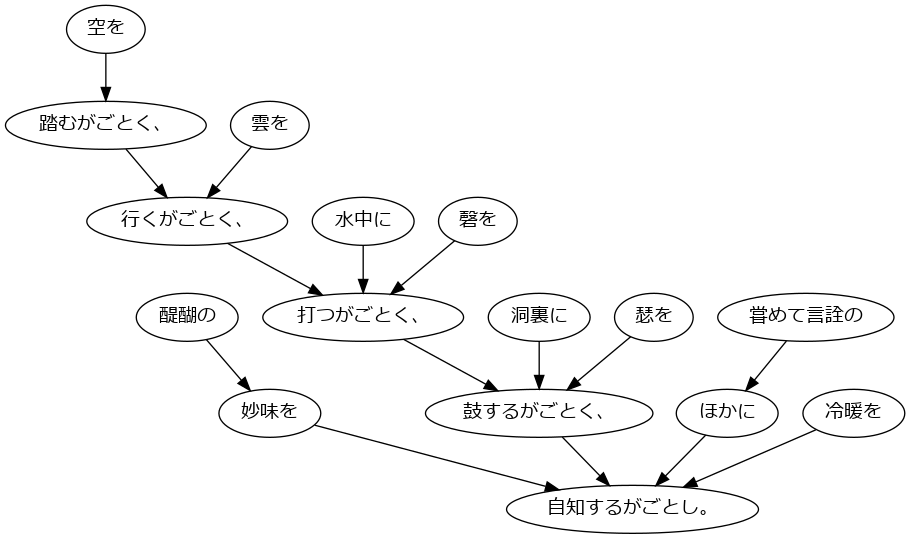 空を
踏むがごとく、
雲を
行くがごとく、
水中に
磬を
打つがごとく、
醍醐の
洞裏に
瑟を
甞めて言詮の
妙味を
鼓するがごとく、
ほかに
冷暖を
自知するがごとし。